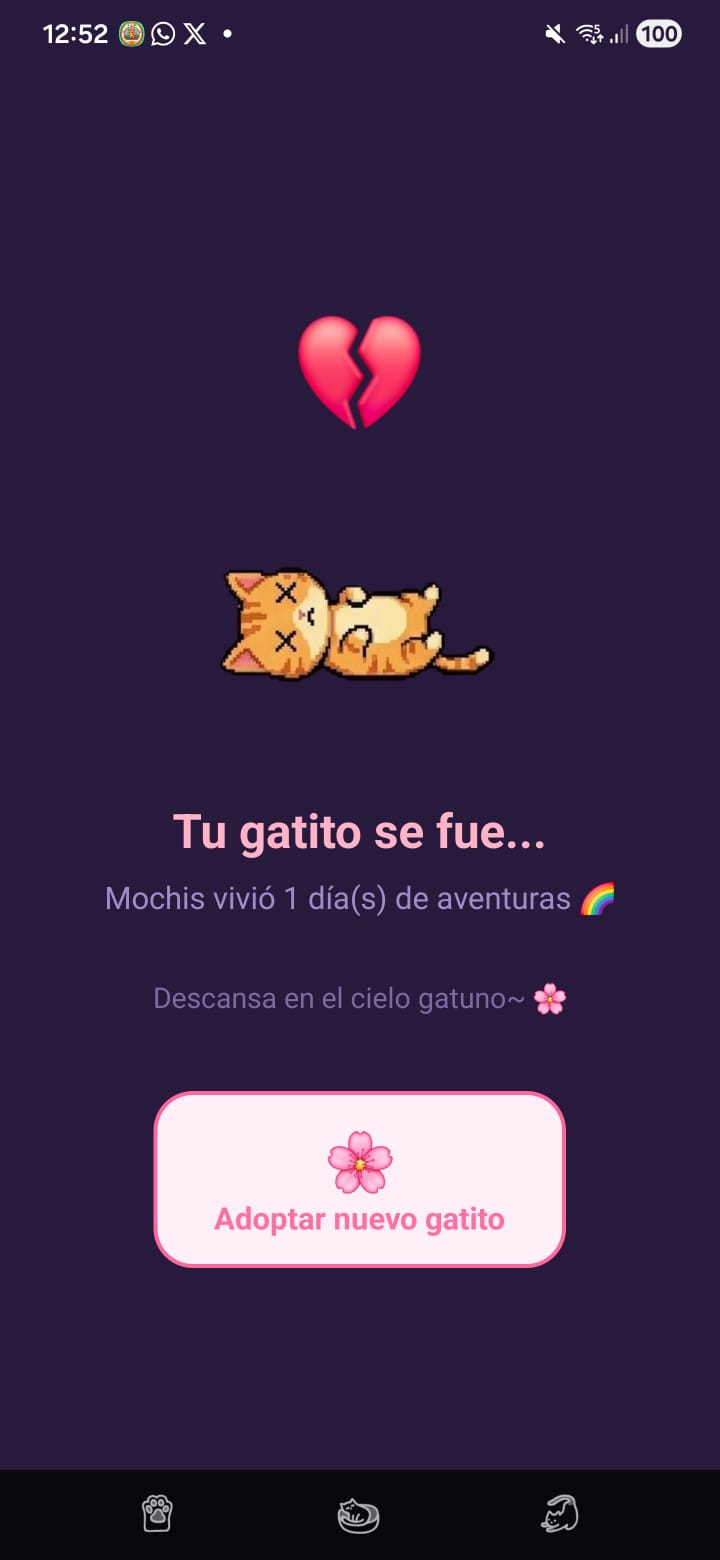 12:52
100
Tu gatito se fue...
Mochis vivió 1 día(s) de aventuras 🌈
Descansa en el cielo gatuno~ 🌸
Adoptar nuevo gatito